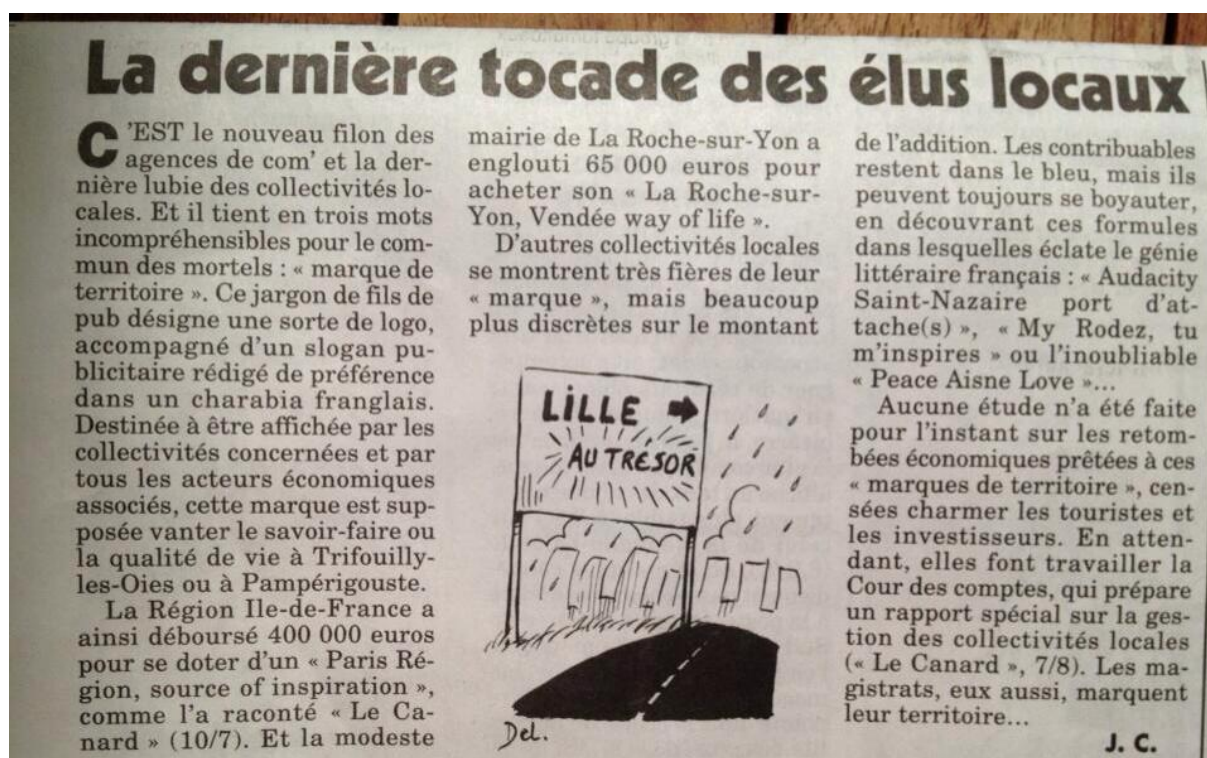 La dernière tocade des élus locaux
C'EST le nouveau filon des
agences de com' et la der-
nière lubie des collectivités lo-
cales. Et il tient en trois mots
incompréhensibles pour le com-
mun des mortels : « marque de
territoire ». Ce jargon de fils de
pub désigne une sorte de logo,
accompagné d'un slogan pu-
blicitaire rédigé de préférence
dans un charabia franglais.
Destinée à être affichée par les
collectivités concernées et par
tous les acteurs économiques
associés, cette marque est sup-
posée vanter le savoir-faire ou
la qualité de vie à Trifouilly-
les-Oies ou à Pampérigouste.
La Région Ile-de-France a
ainsi déboursé 400 000 euros
pour se doter d'un « Paris Ré-
gion, source of inspiration »,
comme l'a raconté « Le Ca-
nard » (10/7). Et la modeste
mairie de La Roche-sur-Yon a
englouti 65 000 euros pour
acheter son « La Roche-sur-
Yon, Vendée way of life ».
D'autres collectivités locales
se montrent très fières de leur
« marque », mais beaucoup
plus discrètes sur le montant
LILLE
AU TRÉSOR
Del.
de l'addition. Les contribuables
restent dans le bleu, mais ils
peuvent toujours se boyauter,
en découvrant ces formules
dans lesquelles éclate le génie
littéraire français : « Audacity
Saint-Nazaire port d'at-
tache(s) », « My Rodez, tu
m'inspires » ou l'inoubliable
« Peace Aisne Love »...
Aucune étude n'a été faite
pour l'instant sur les retom-
bées économiques prêtées à ces
« marques de territoire », cen-
sées charmer les touristes et
les investisseurs. En atten-
dant, elles font travailler la
Cour des comptes, qui prépare
un rapport spécial sur la ges-
tion des collectivités locales
(« Le Canard », 7/8). Les ma-
gistrats, eux aussi, marquent
leur territoire...
J. C.